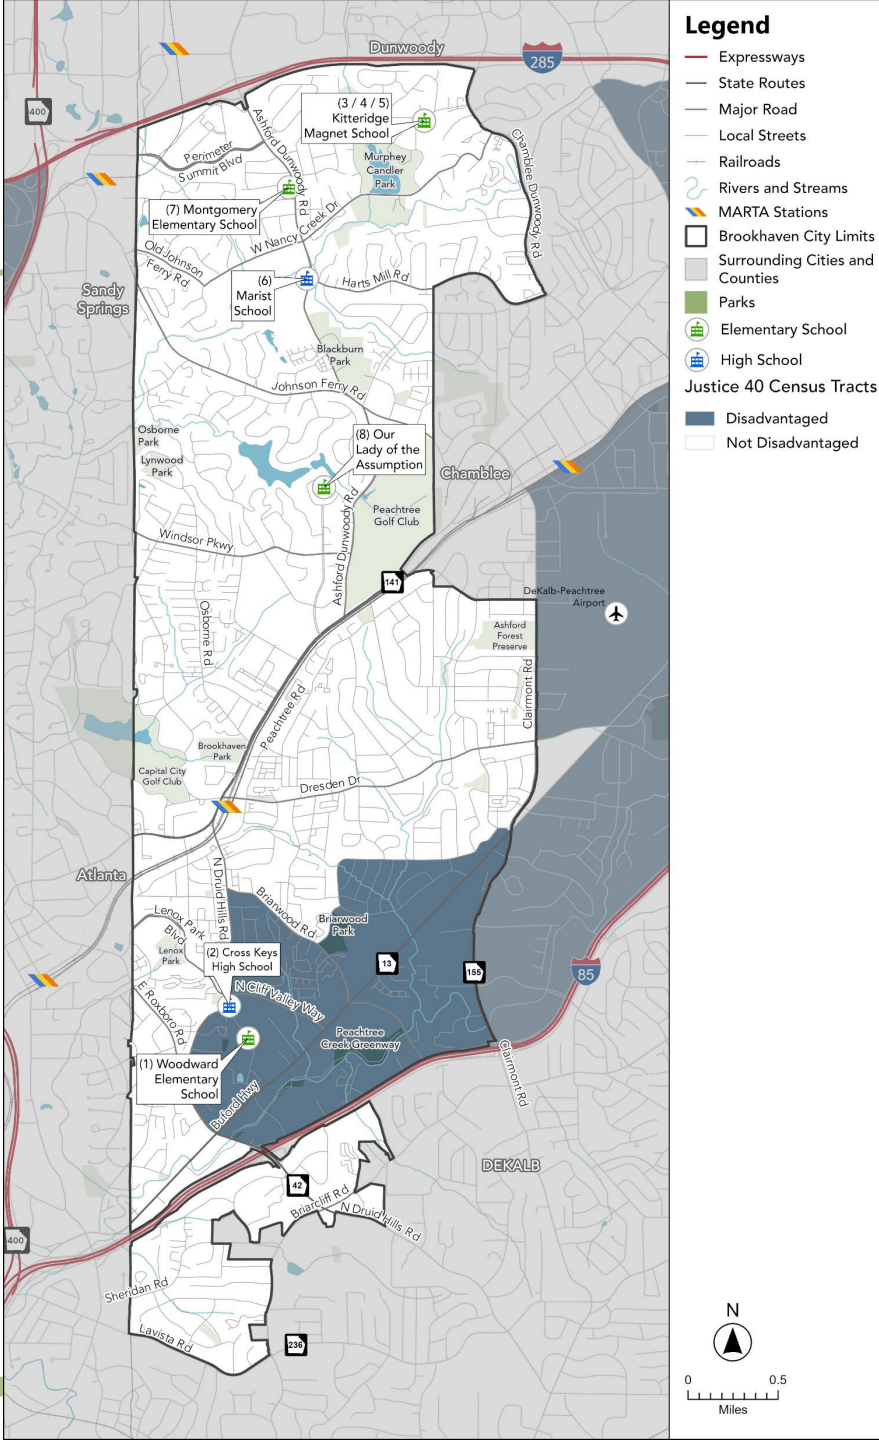 Dunwoody
285
400
(3 / 4 / 5)
Kitteridge
Magnet School
Ashford Dunwoody Rd
Chamblee Dunwoody Rd
Perimeter
Summit Blvd
Murphey
Candler
Park
(7) Montgomery
Elementary School
W Nancy Creek Dr
Old Johnson
Ferry Rd
(6)
Marist
School
Harts Mill Rd
Sandy
Springs
Blackburn
Park
Johnson Ferry Rd
Osborne
Park
Lynwood
Park
(8) Our
Lady of the
Assumption
Chamblee
Peachtree
Golf Club
Windsor Pkwy
Ashford Dunwoody Rd
141
DeKalb-Peachtree
Airport
Osborne Rd
Ashford
Forest
Preserve
Clairmont Rd
Peachtree Rd
Brookhaven
Park
Capital City
Golf Club
Dresden Dr
Atlanta
N Druid Hills Rd
Briarwood Rd
Lenox Park
Blvd
Briarwood
Park
Lenox
Park
(2) Cross Keys
High School
13
155
85
E Roxboro Rd
N Cliff Valley Way
Peachtree
Creek Greenway
(1) Woodward
Elementary
School
Buford Hwy
Clairmont Rd
DEKALB
42
Briarcliff Rd
N Druid Hills Rd
400
Sheridan Rd
Lavista Rd
236
Legend
Expressways
State Routes
Major Road
Local Streets
Railroads
Rivers and Streams
MARTA Stations
Brookhaven City Limits
Surrounding Cities and
Counties
Parks
Elementary School
High School
Justice 40 Census Tracts
Disadvantaged
Not Disadvantaged
N
0 0.5
Miles